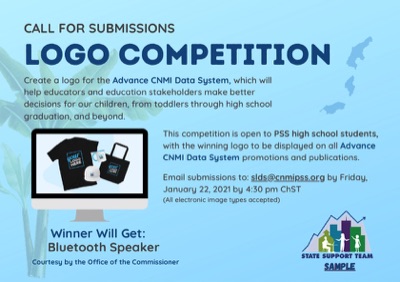 CALL FOR SUBMISSIONS
LOGO COMPETITION
Create a logo for the Advance CNMI Data System, which will
help educators and education stakeholders make better
decisions for our children, from toddlers through high school
graduation, and beyond.
This competition is open to PSS high school students,
with the winning logo to be displayed on all Advance
CNMI Data System promotions and publications.
Email submissions to: slds@cnmipss.org by Friday,
January 22, 2021 by 4:30 pm ChST
(All electronic image types accepted)
Winner Will Get:
Bluetooth Speaker
Courtesy by the Office of the Commissioner
STATE SUPPORT TEAM
SAMPLE